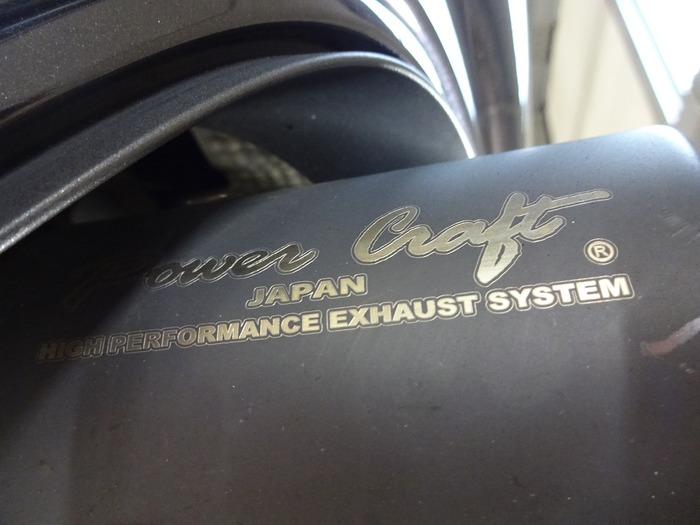 Power Craft
JAPAN ®
HIGH PERFORMANCE EXHAUST SYSTEM